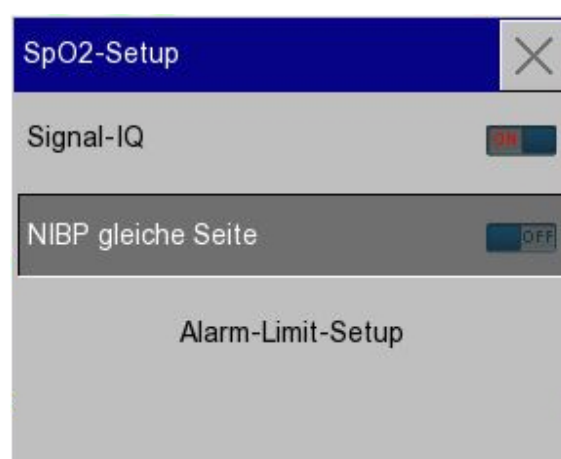 SpO2-Setup
Signal-IQ
ON
NIBP gleiche Seite
OFF
Alarm-Limit-Setup